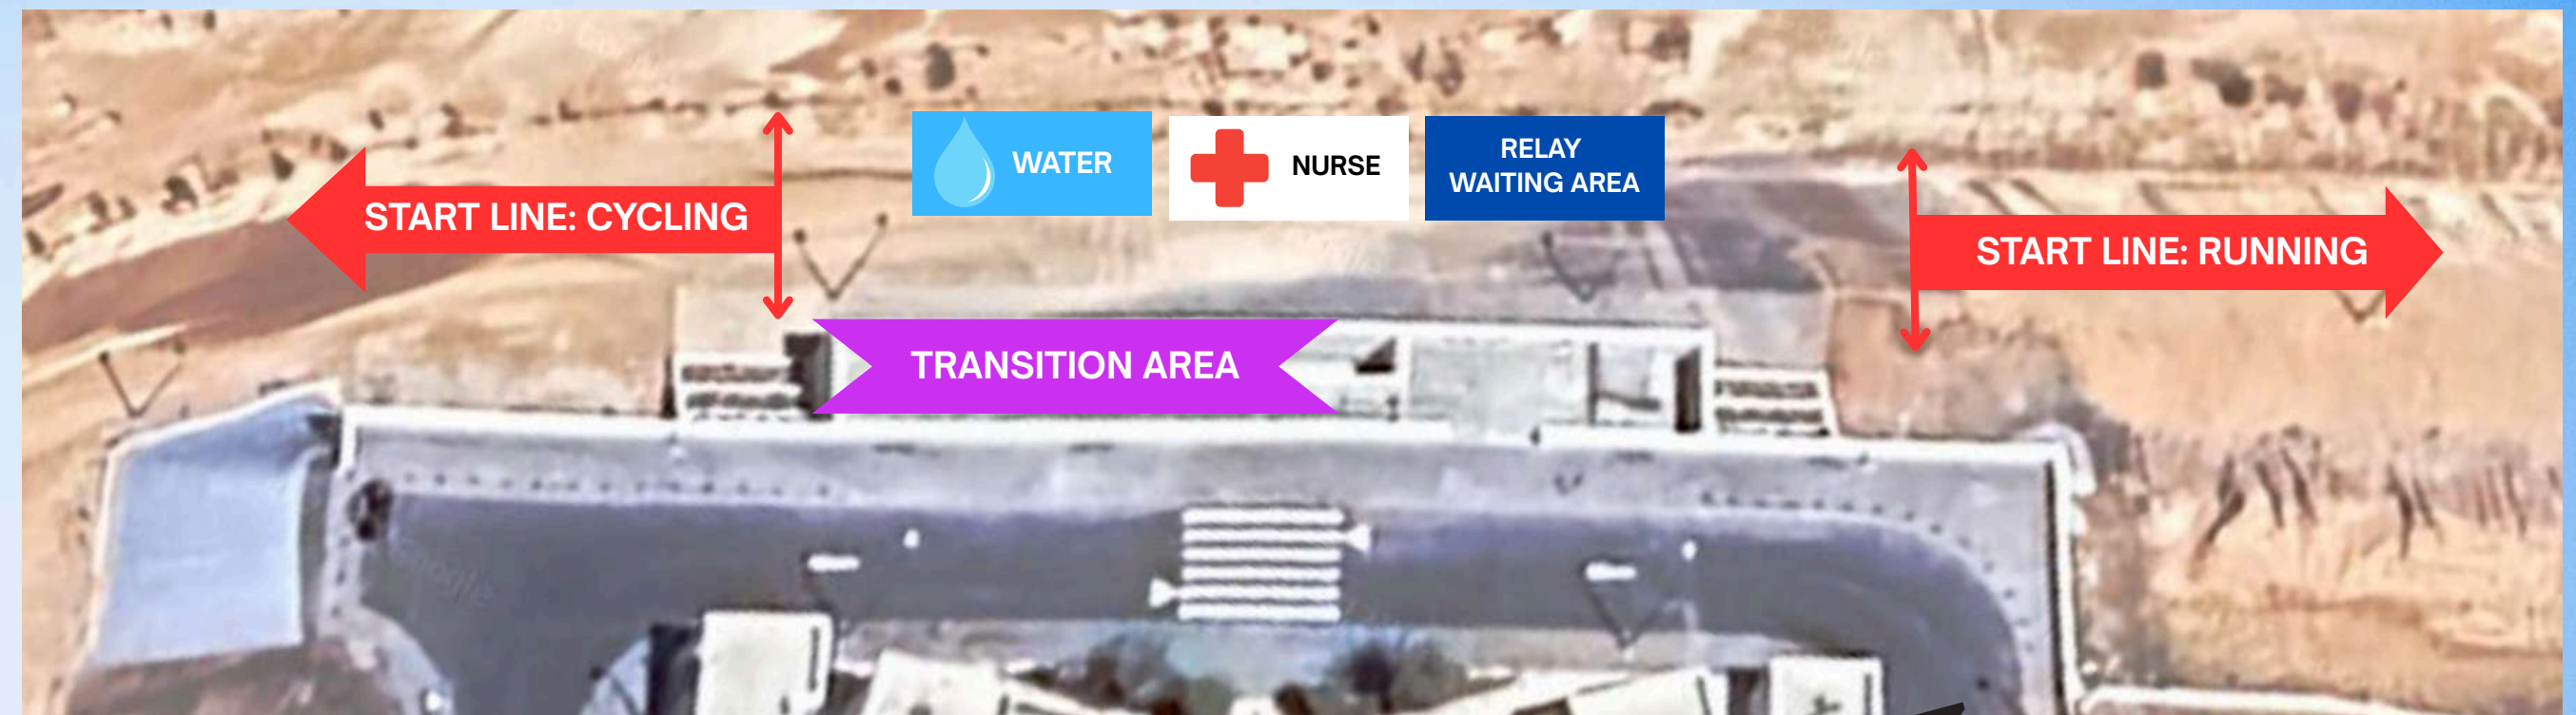 WATER
NURSE
RELAY
WAITING AREA
START LINE: CYCLING
START LINE: RUNNING
TRANSITION AREA